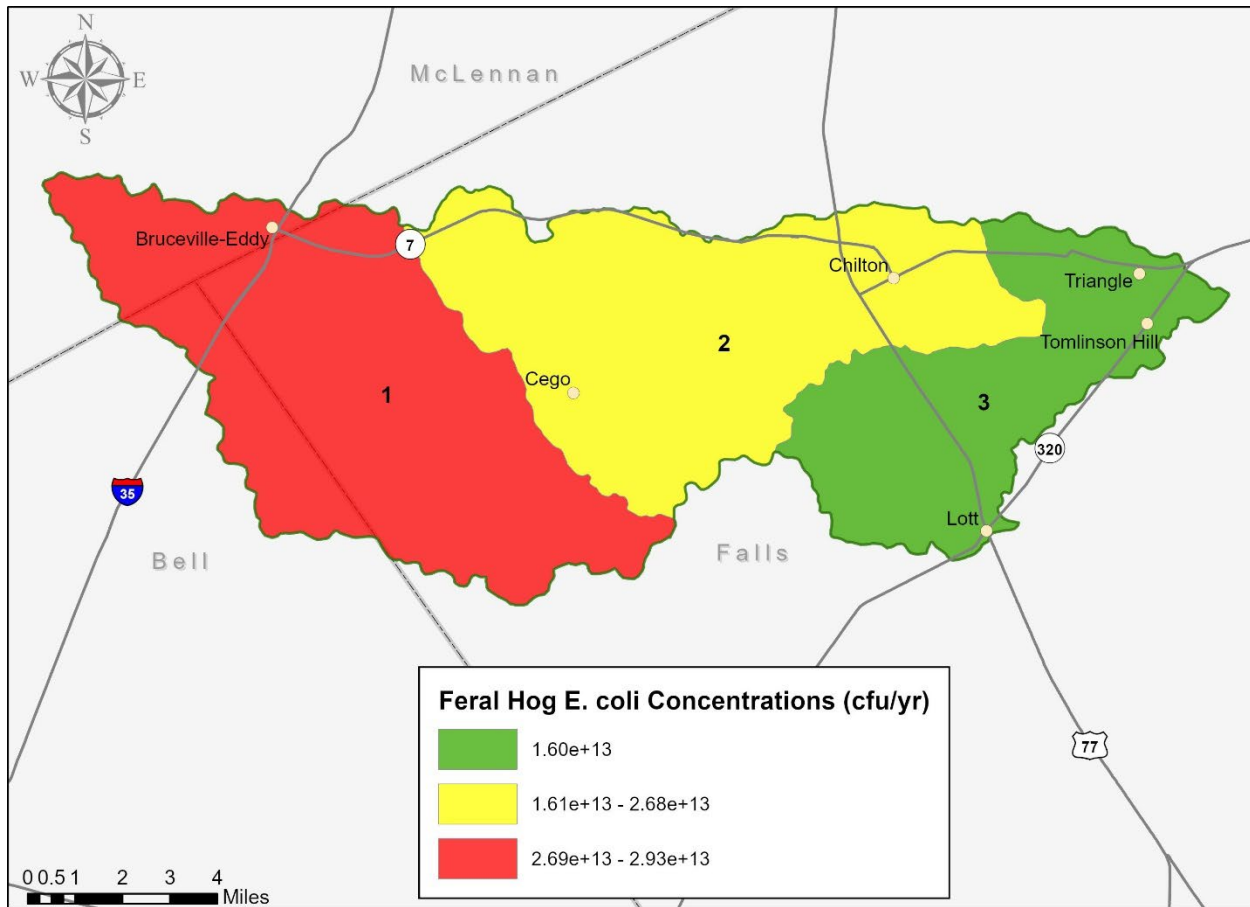 N
W E
S
McLennan
Bruceville-Eddy
7
Chilton
Triangle
Tomlinson Hill
2
Cego
1
3
320
35
Lott
Bell
Falls
Feral Hog E. coli Concentrations (cfu/yr)
1.60e+13
1.61e+13 - 2.68e+13
2.69e+13 - 2.93e+13
77
0 0.5 1 2 3 4
Miles